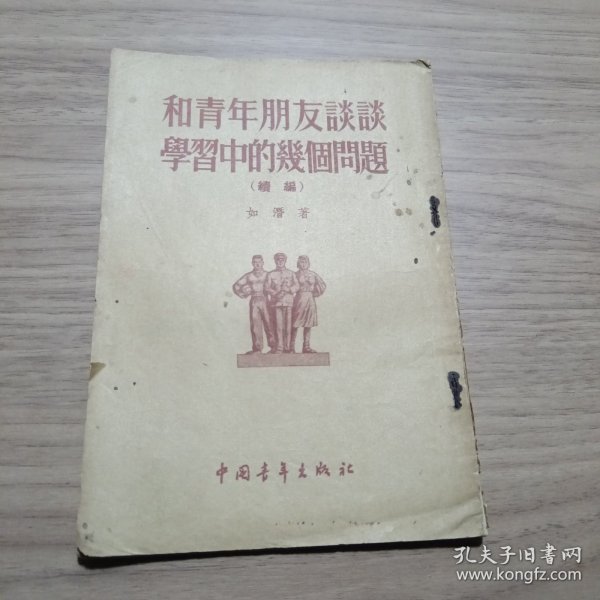 和青年朋友談談
學習中的幾個問題
（續編）
如潛著
中国青年出版社
孔夫子旧书网
www.kongfz.com